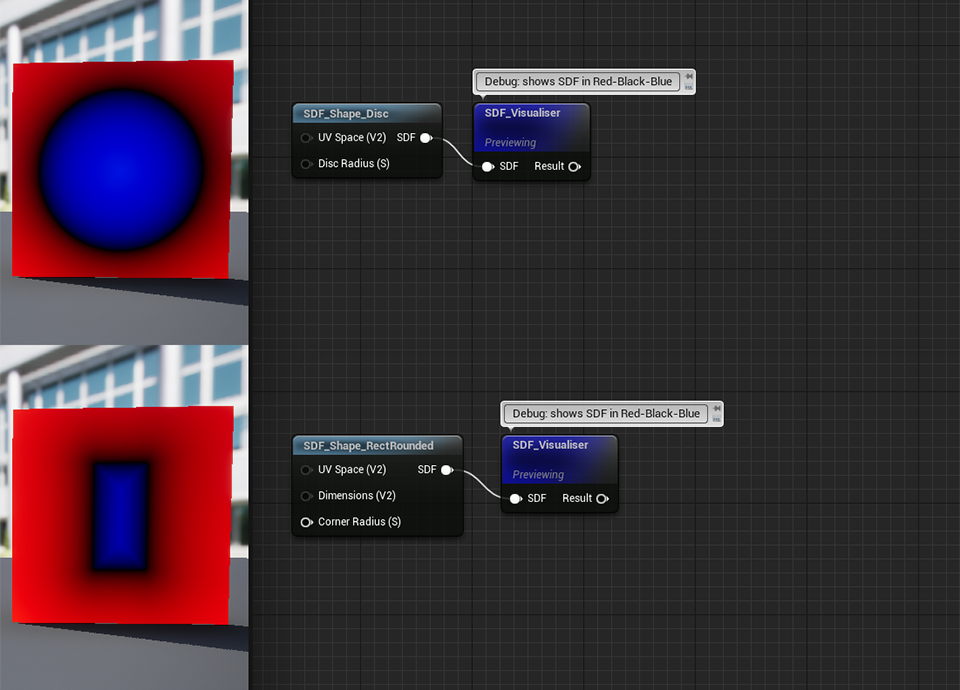 Debug: shows SDF in Red-Black-Blue
SDF_Shape_Disc
UV Space (V2) SDF
Disc Radius (S)
SDF_Visualiser
Previewing
SDF Result
Debug: shows SDF in Red-Black-Blue
SDF_Shape_RectRounded
UV Space (V2) SDF
Dimensions (V2)
Corner Radius (S)
SDF_Visualiser
Previewing
SDF Result